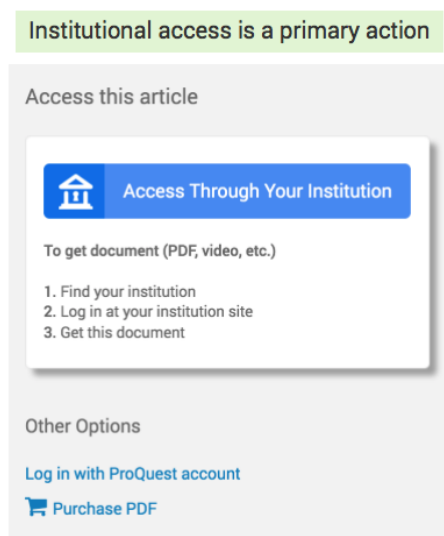 Institutional access is a primary action
Access this article
Access Through Your Institution
To get document (PDF, video, etc.)
1. Find your institution
2. Log in at your institution site
3. Get this document
Other Options
Log in with ProQuest account
Purchase PDF